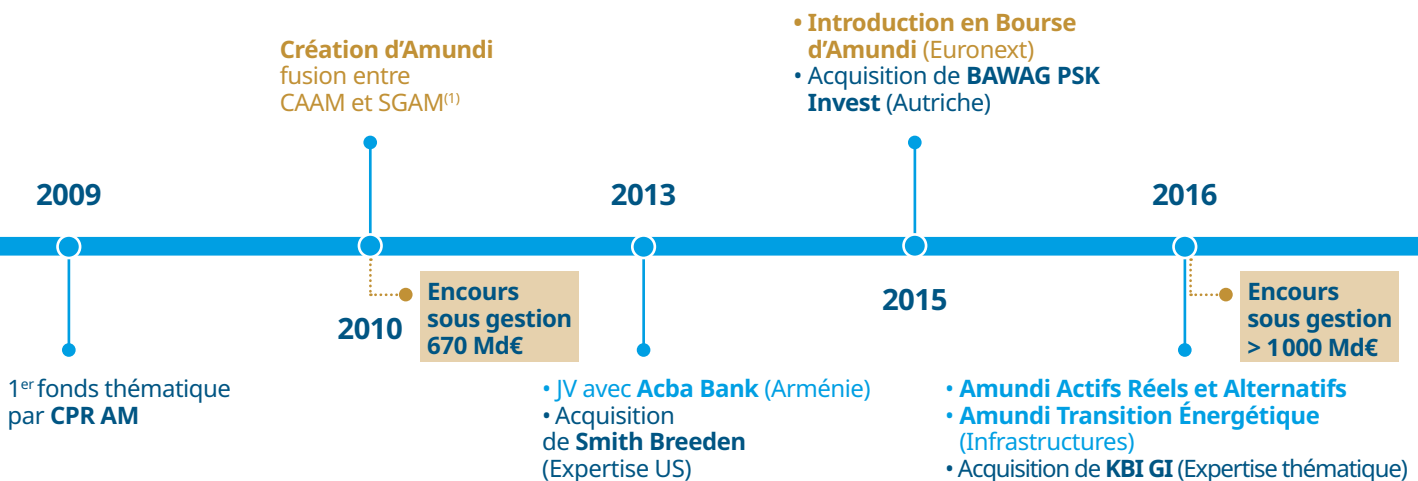 2009
1er fonds thématique
par CPR AM
Création d’Amundi
fusion entre
CAAM et SGAM(1)
2010
Encours
sous gestion
670 Md€
2013
• JV avec Acba Bank (Arménie)
• Acquisition
de Smith Breeden
(Expertise US)
• Introduction en Bourse
d’Amundi (Euronext)
• Acquisition de BAWAG PSK
Invest (Autriche)
2015
2016
Encours
sous gestion
> 1000 Md€
• Amundi Actifs Réels et Alternatifs
• Amundi Transition Énergétique
(Infrastructures)
• Acquisition de KBI GI (Expertise thématique)